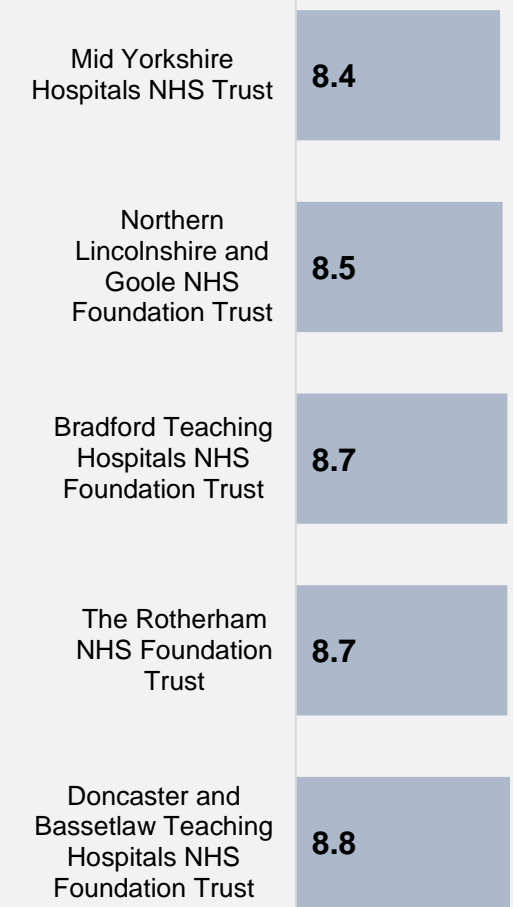 Mid Yorkshire
Hospitals NHS Trust
8.4
Northern
Lincolnshire and
Goole NHS
Foundation Trust
8.5
Bradford Teaching
Hospitals NHS
Foundation Trust
8.7
The Rotherham
NHS Foundation
Trust
8.7
Doncaster and
Bassetlaw Teaching
Hospitals NHS
Foundation Trust
8.8